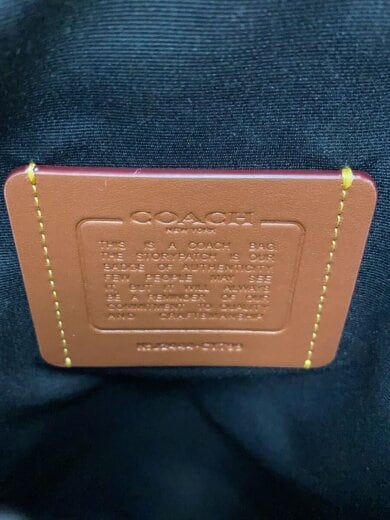 COACH
NEW YORK
THIS IS A COACH BAG.
THE STORYPATCH IS OUR
BADGE OF AUTHENTICITY.
FEW PEOPLE MAY SEE
IT BUT IT WILL ALWAYS
BE A REMINDER OF OUR
COMMITMENT TO
AND CRAFTSMANSHIP